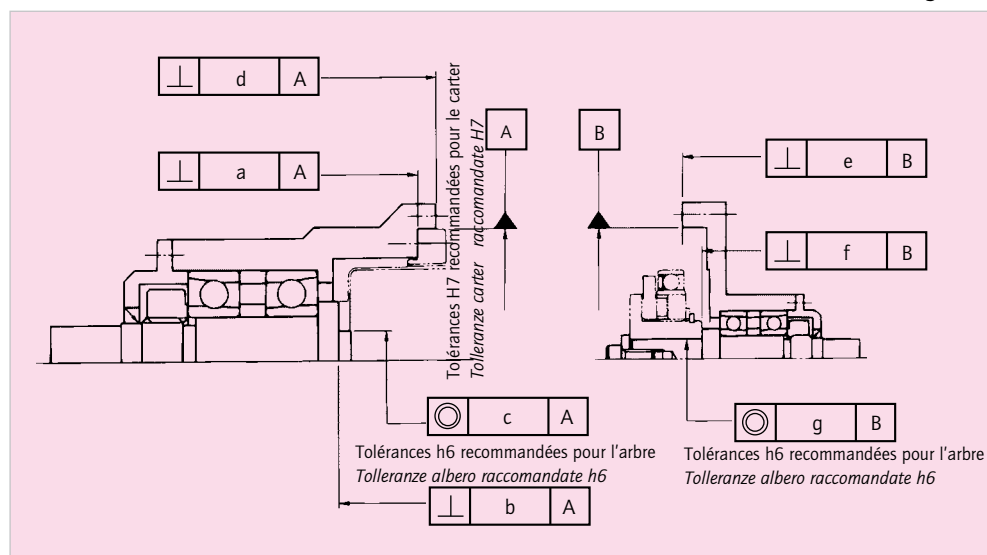 ⊥ d A
⊥ a A
Tolérances H7 recommandées pour le carter
Tolleranze carter raccomandate H7
A
B
⊥ e B
⊥ f B
◎ c A
Tolérances h6 recommandées pour l'arbre
Tolleranze albero raccomandate h6
⊥ b A
◎ g B
Tolérances h6 recommandées pour l'arbre
Tolleranze albero raccomandate h6